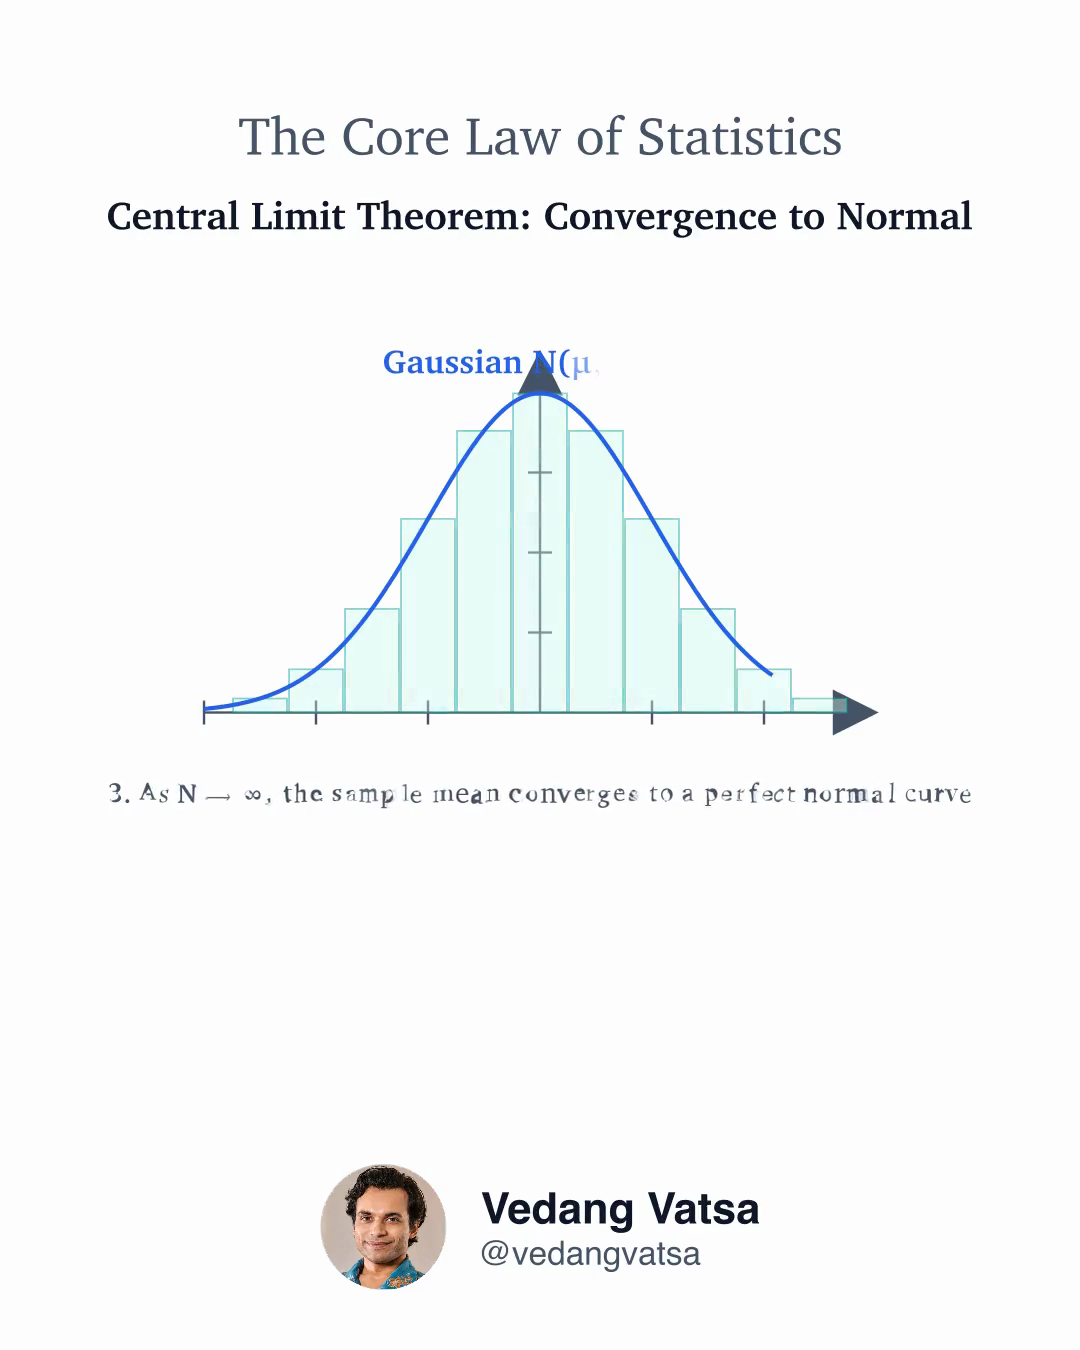 The Core Law of Statistics
Central Limit Theorem: Convergence to Normal
Gaussian N(μ,
3. As N → ∞, the sample mean converges to a perfect normal curve
Vedang Vatsa
@vedangvatsa